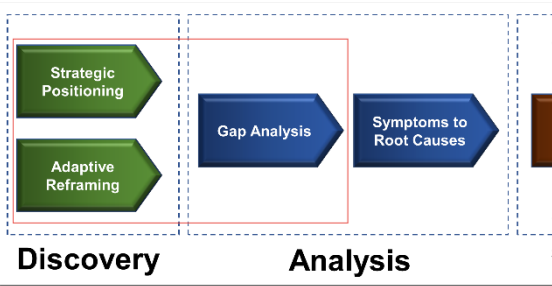 Strategic
Positioning
Adaptive
Reframing
Gap Analysis
Symptoms to
Root Causes
Discovery
Analysis